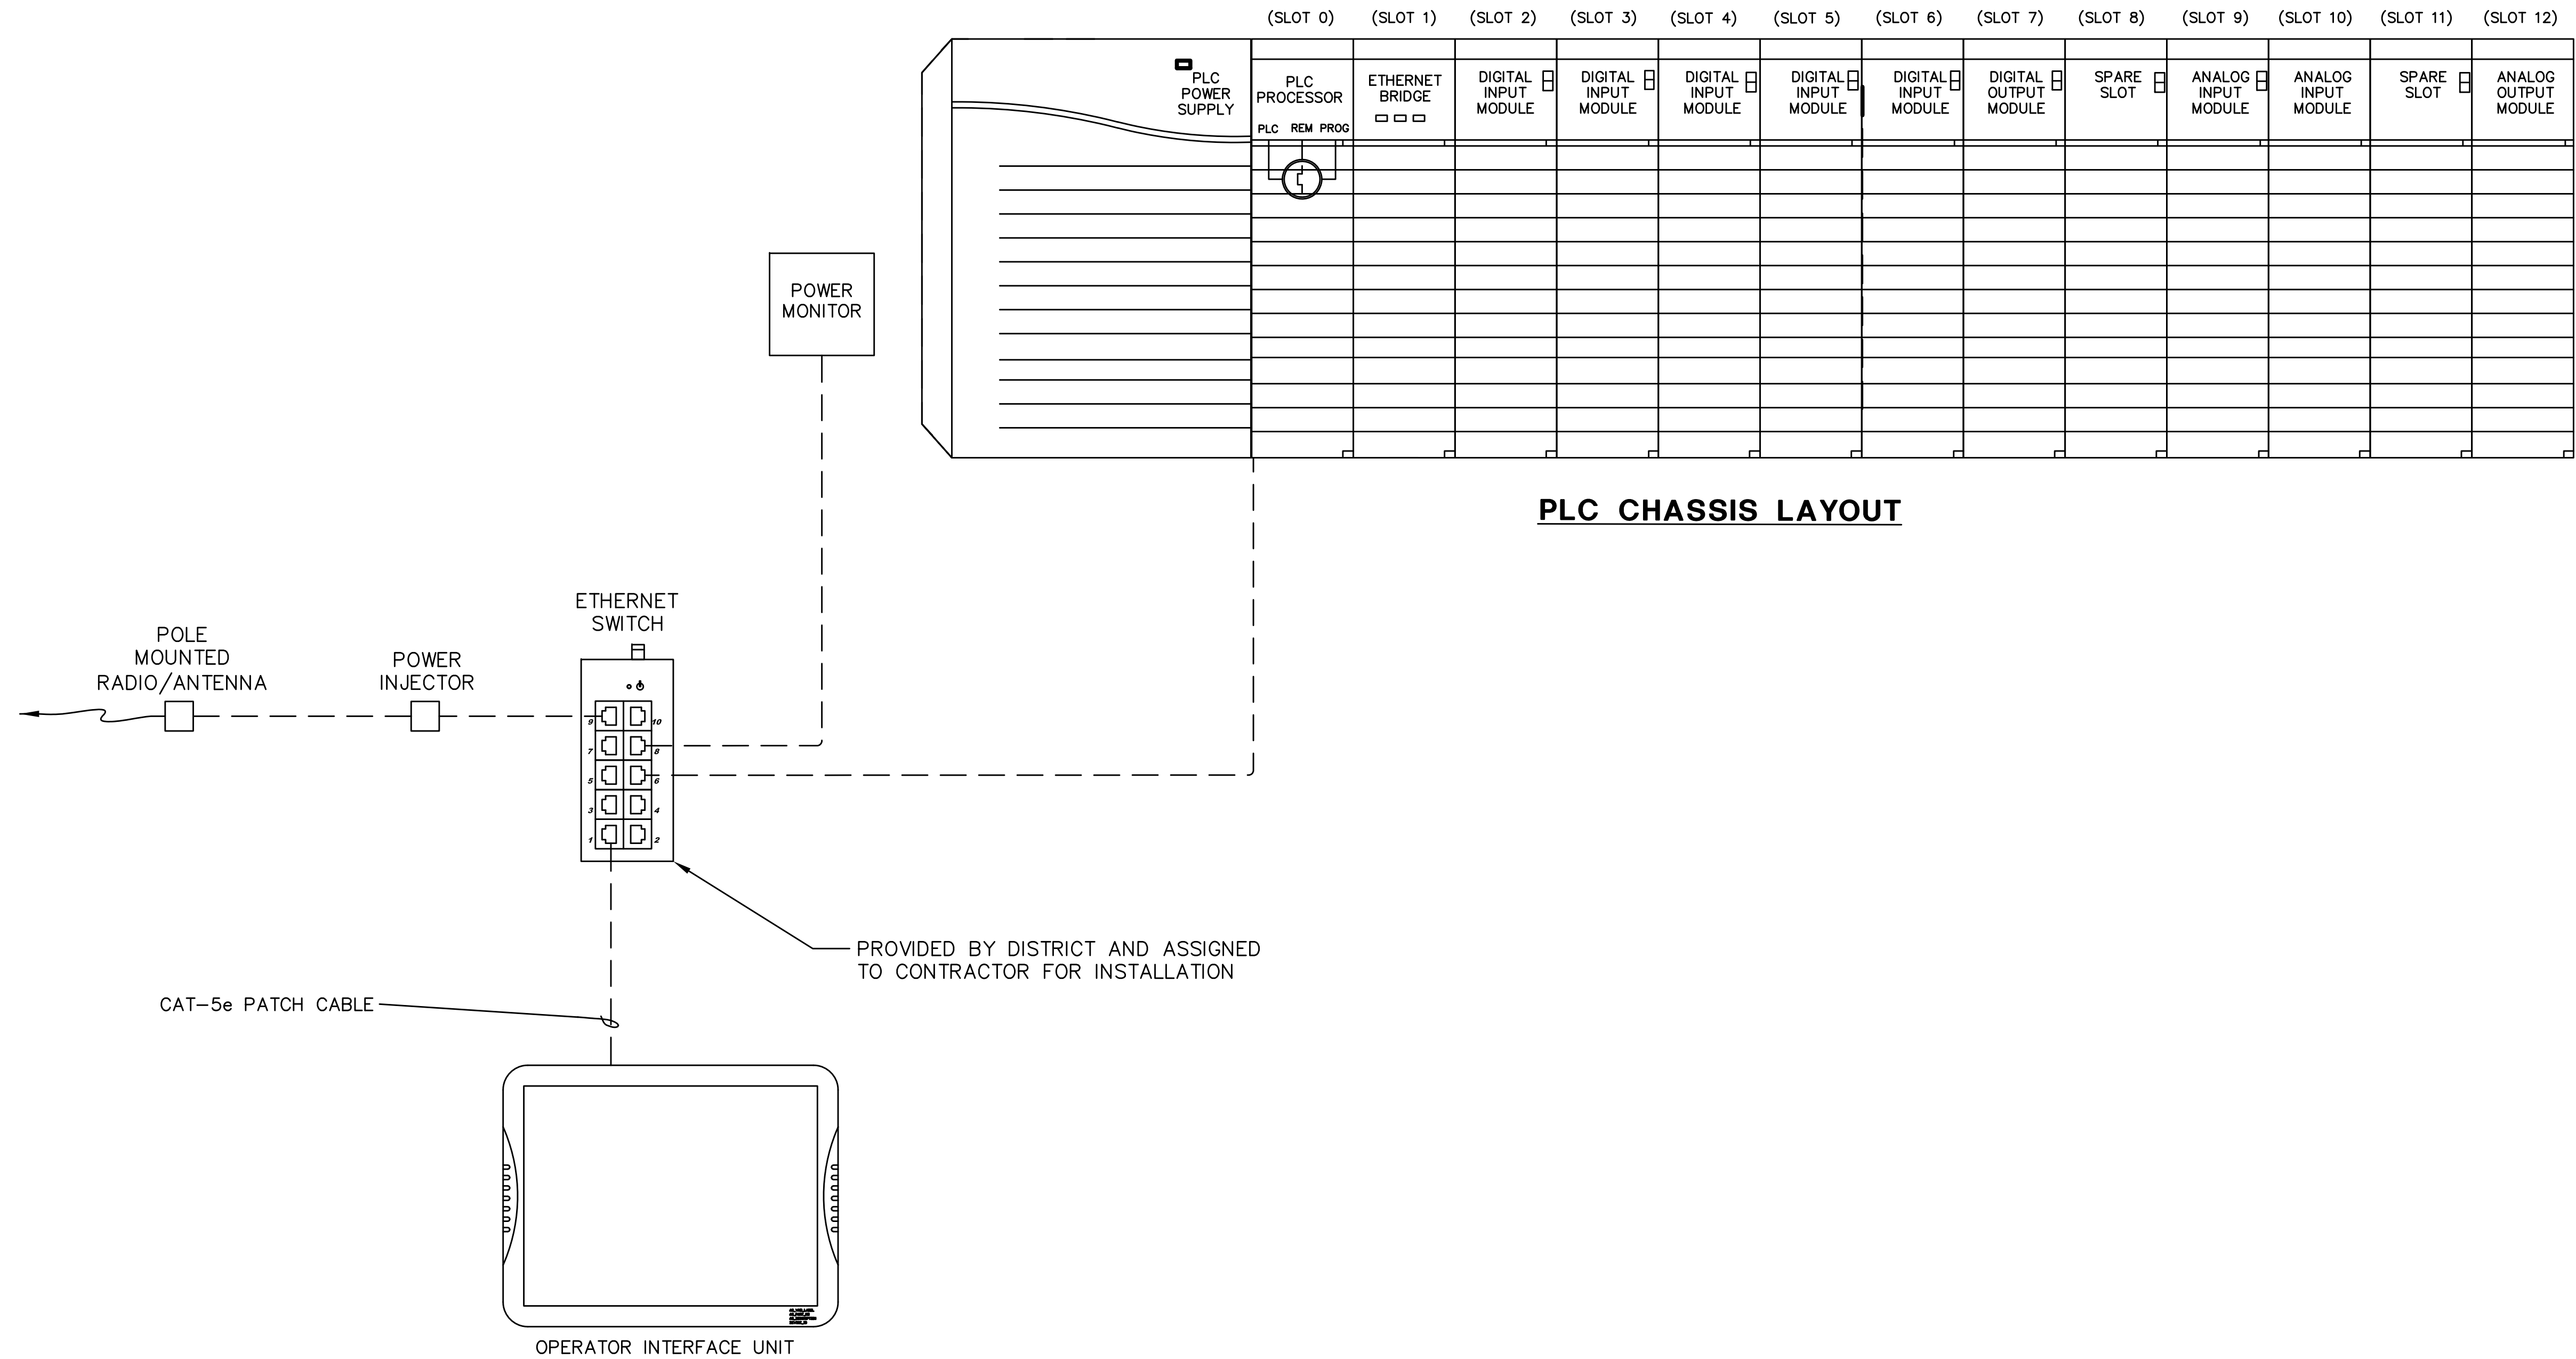 (SLOT 0) (SLOT 1) (SLOT 2) (SLOT 3) (SLOT 4) (SLOT 5) (SLOT 6) (SLOT 7) (SLOT 8) (SLOT 9) (SLOT 10) (SLOT 11) (SLOT 12)
PLC
POWER
SUPPLY
PLC
PROCESSOR
PLC REM PROG
ETHERNET
BRIDGE
DIGITAL
INPUT
MODULE
DIGITAL
INPUT
MODULE
DIGITAL
INPUT
MODULE
DIGITAL
INPUT
MODULE
DIGITAL
INPUT
MODULE
DIGITAL
OUTPUT
MODULE
SPARE
SLOT
ANALOG
INPUT
MODULE
ANALOG
INPUT
MODULE
SPARE
SLOT
ANALOG
OUTPUT
MODULE
POWER
MONITOR
PLC CHASSIS LAYOUT
ETHERNET
SWITCH
POLE
MOUNTED
RADIO/ANTENNA
POWER
INJECTOR
9 10
7 8
5 6
3 4
1 2
PROVIDED BY DISTRICT AND ASSIGNED
TO CONTRACTOR FOR INSTALLATION
CAT-5e PATCH CABLE
OPERATOR INTERFACE UNIT